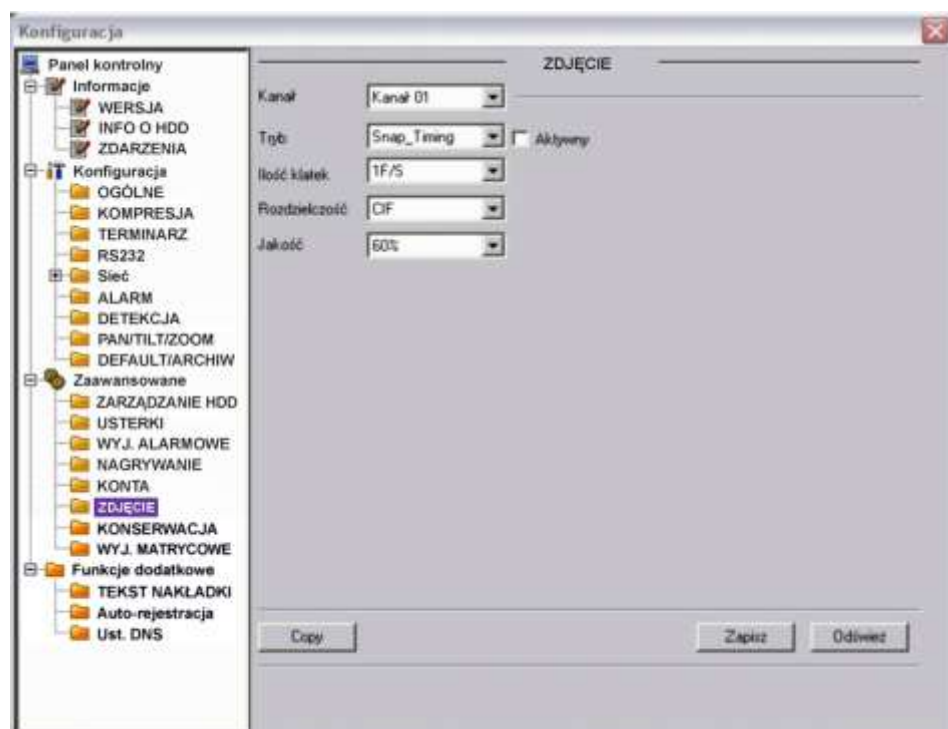 Konfiguracja
Panel kontrolny
Informacje
WERSJA
INFO O HDD
ZDARZENIA
Konfiguracja
OGÓLNE
KOMPRESJA
TERMINARZ
RS232
Sieć
ALARM
DETEKCJA
PAN/TILT/ZOOM
DEFAULT/ARCHIW
Zaawansowane
ZARZĄDZANIE HDD
USTERKI
WYJ. ALARMOWE
NAGRYWANIE
KONTA
ZDJĘCIE
KONSERWACJA
WYJ. MATRYCOWE
Funkcje dodatkowe
TEKST NAKŁADKI
Auto-rejestracja
Ust. DNS
ZDJĘCIE
Kanał Kanał 01
Tryb Snap_Timing Aktywny
Ilość klatek 1F/S
Rozdzielczość CIF
Jakość 60%
Copy Zapisz Odśwież